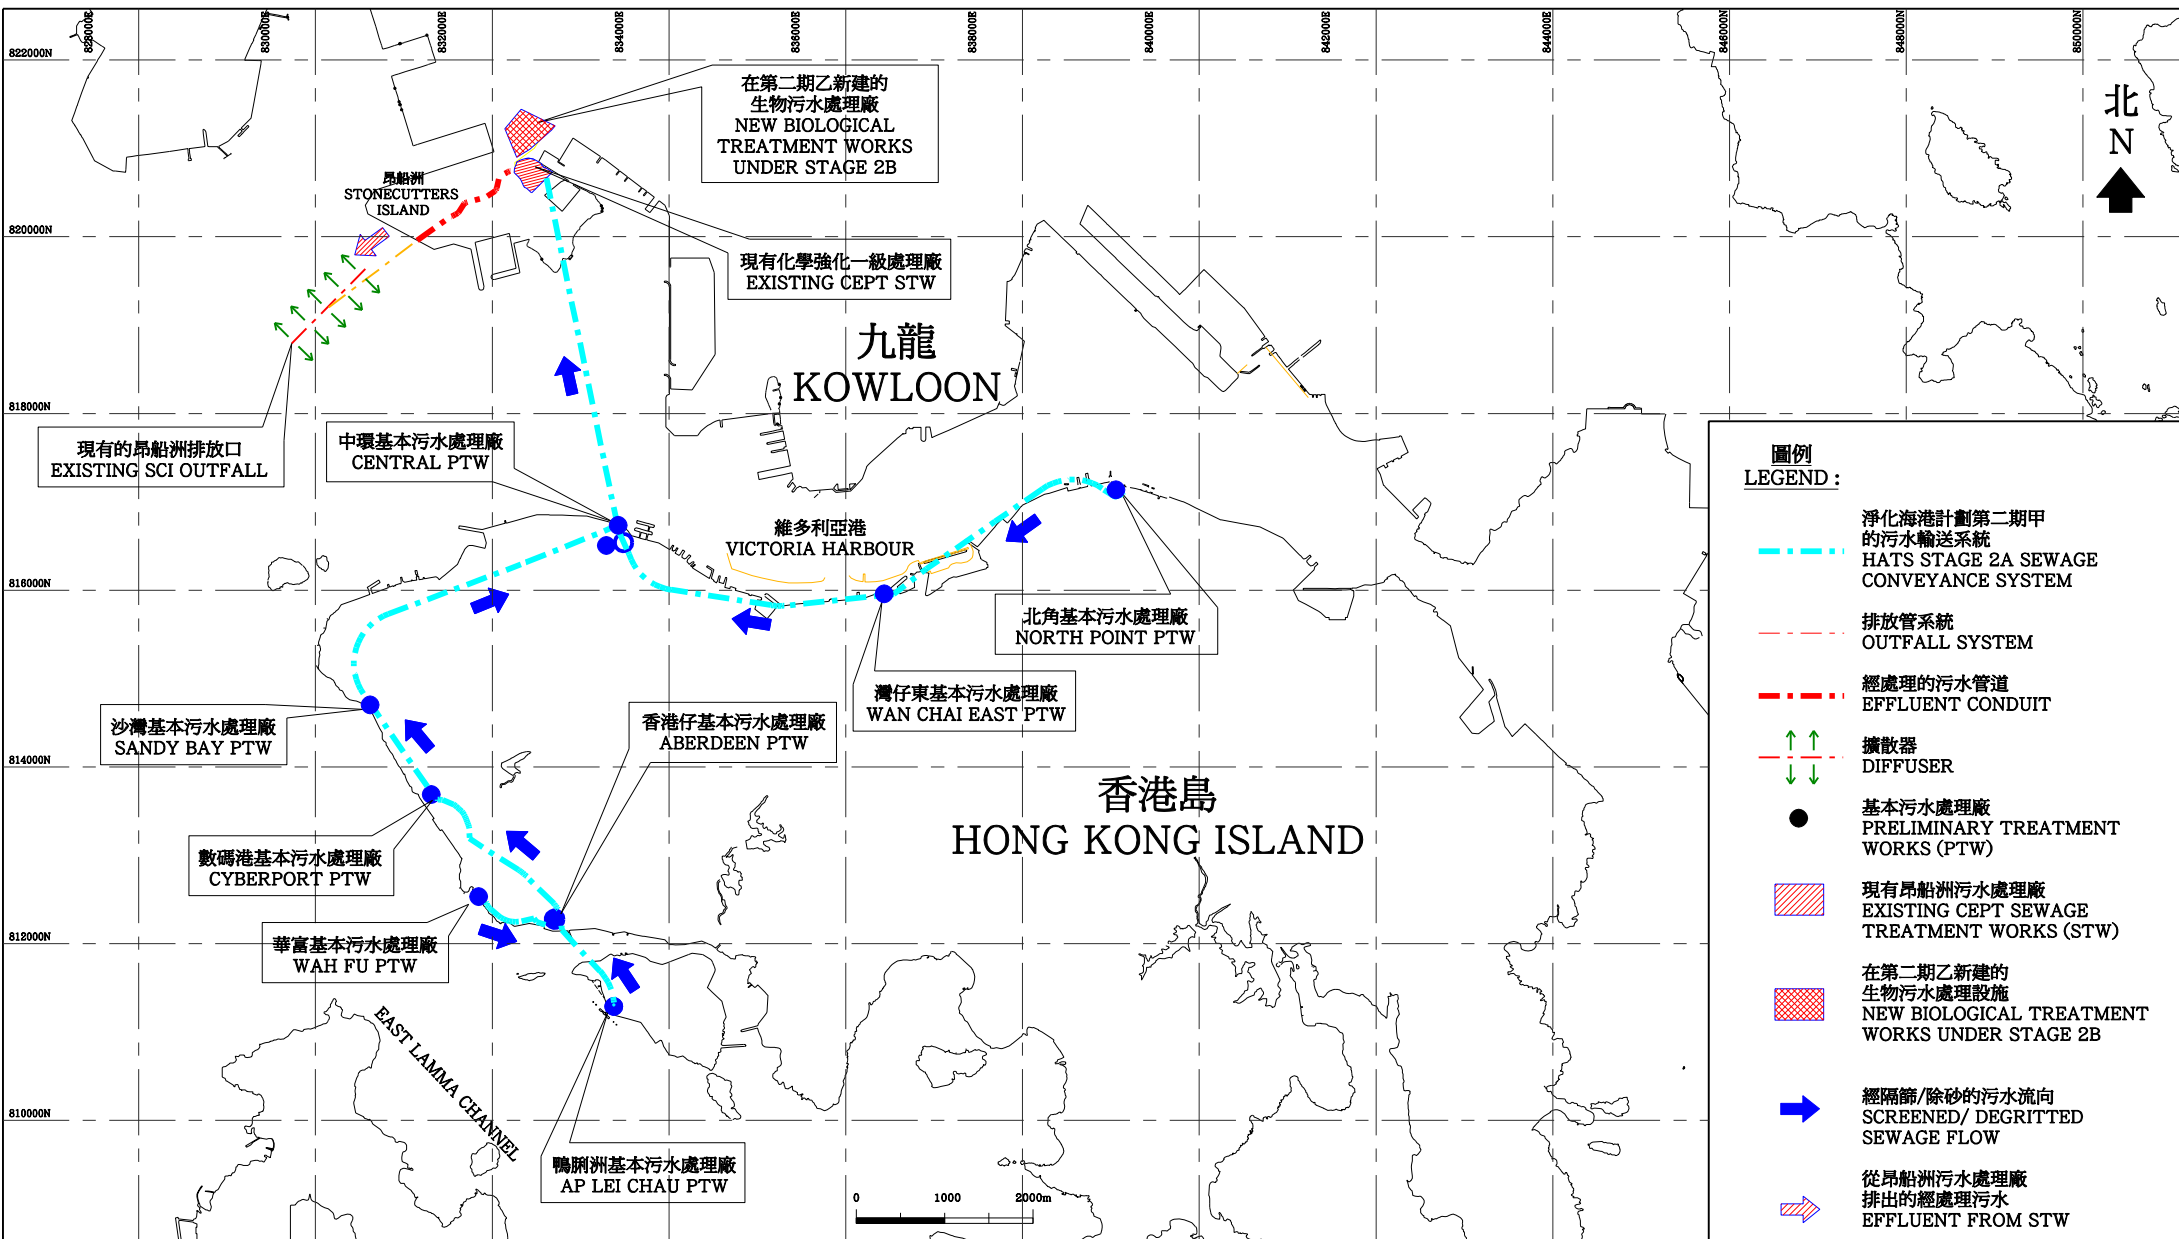 828000E
830000E
832000E
834000E
836000E
838000E
840000E
842000E
844000E
846000N
848000N
850000N
822000N
820000N
818000N
816000N
814000N
812000N
810000N
在第二期乙新建的
生物污水處理廠
NEW BIOLOGICAL
TREATMENT WORKS
UNDER STAGE 2B
北
N
昂船洲
STONECUTTERS
ISLAND
現有化學強化一級處理廠
EXISTING CEPT STW
九龍
KOWLOON
現有的昂船洲排放口
EXISTING SCI OUTFALL
中環基本污水處理廠
CENTRAL PTW
維多利亞港
VICTORIA HARBOUR
北角基本污水處理廠
NORTH POINT PTW
灣仔東基本污水處理廠
WAN CHAI EAST PTW
沙灣基本污水處理廠
SANDY BAY PTW
香港仔基本污水處理廠
ABERDEEN PTW
香港島
HONG KONG ISLAND
數碼港基本污水處理廠
CYBERPORT PTW
華富基本污水處理廠
WAH FU PTW
EAST LAMMA CHANNEL
鴨脷洲基本污水處理廠
AP LEI CHAU PTW
0 1000 2000m
圖例
LEGEND :
淨化海港計劃第二期甲
的污水輸送系統
HATS STAGE 2A SEWAGE
CONVEYANCE SYSTEM
排放管系統
OUTFALL SYSTEM
經處理的污水管道
EFFLUENT CONDUIT
擴散器
DIFFUSER
基本污水處理廠
PRELIMINARY TREATMENT
WORKS (PTW)
現有昂船洲污水處理廠
EXISTING CEPT SEWAGE
TREATMENT WORKS (STW)
在第二期乙新建的
生物污水處理設施
NEW BIOLOGICAL TREATMENT
WORKS UNDER STAGE 2B
經隔篩/除砂的污水流向
SCREENED/ DEGRITTED
SEWAGE FLOW
從昂船洲污水處理廠
排出的經處理污水
EFFLUENT FROM STW